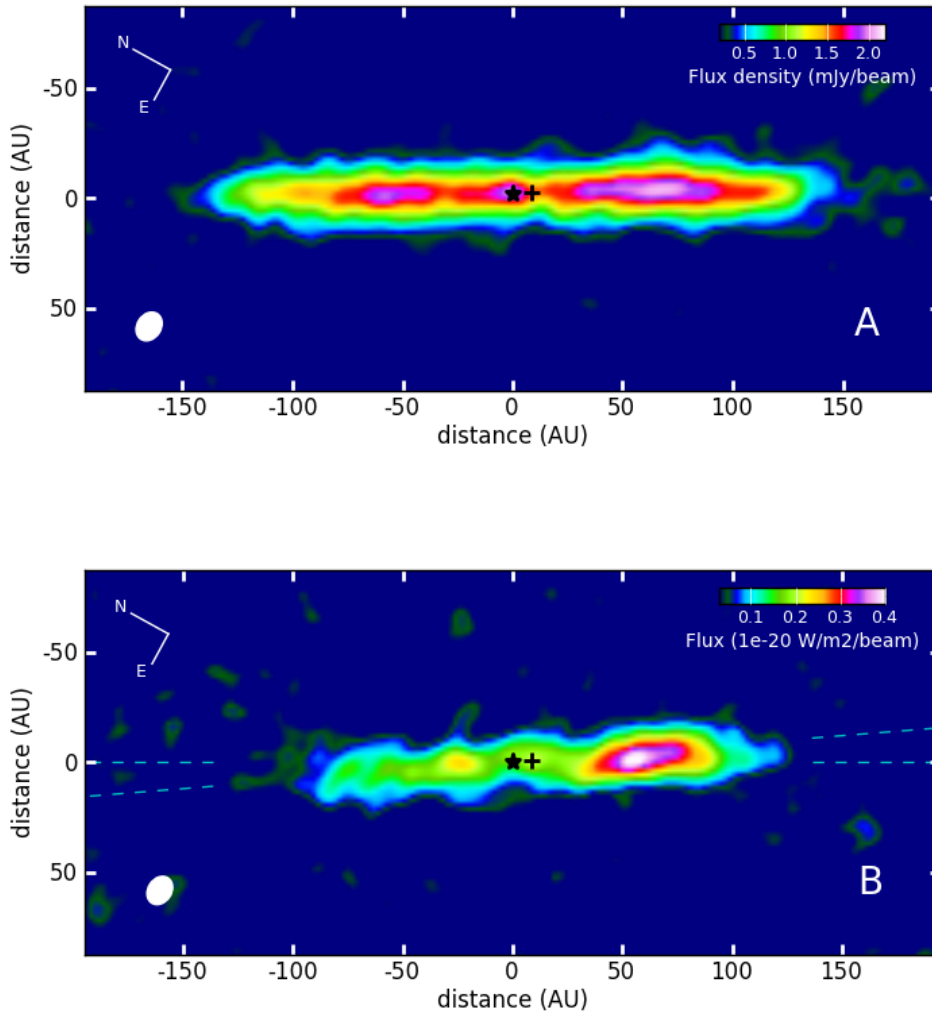 N
E
0.5 1.0 1.5 2.0
Flux density (mJy/beam)
-50
0
50
distance (AU)
A
-150 -100 -50 0 50 100 150
distance (AU)
N
E
0.1 0.2 0.3 0.4
Flux (1e-20 W/m2/beam)
-50
0
50
distance (AU)
B
-150 -100 -50 0 50 100 150
distance (AU)